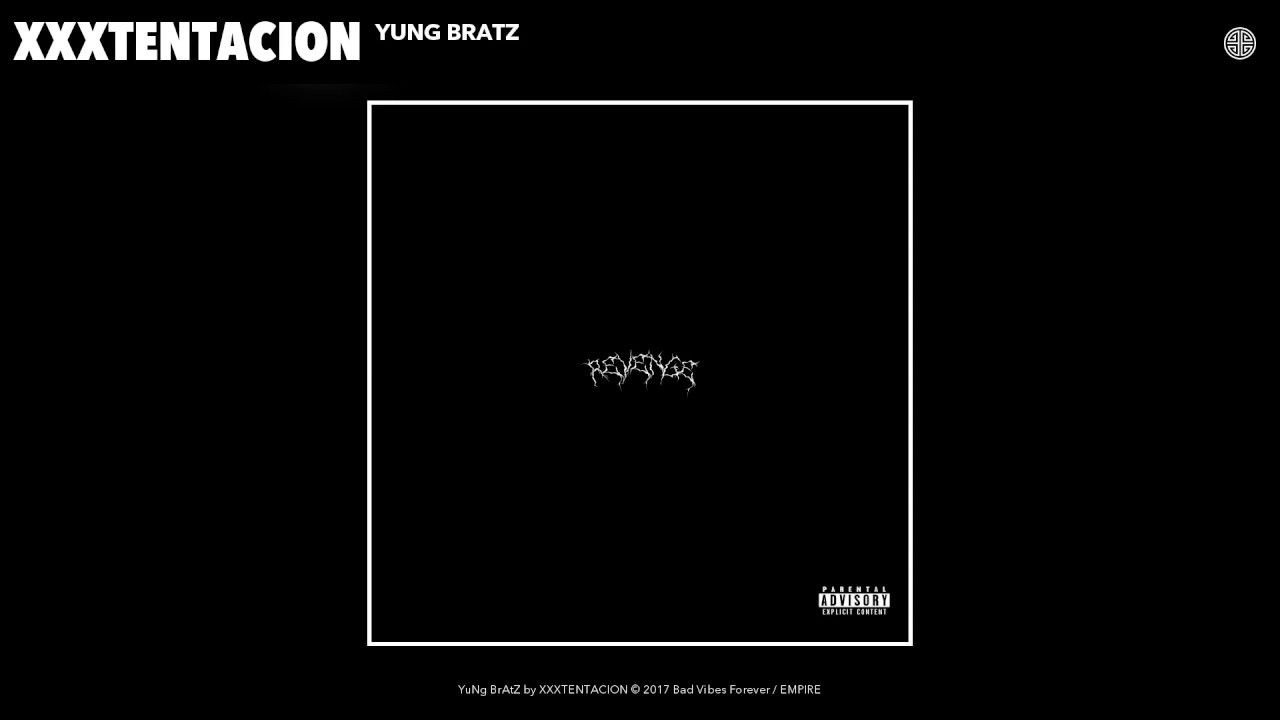 XXXTENTACION YUNG BRATZ
REVENGE
PARENTAL
ADVISORY
EXPLICIT CONTENT
YuNg BrAtZ by XXXTENTACION © 2017 Bad Vibes Forever / EMPIRE